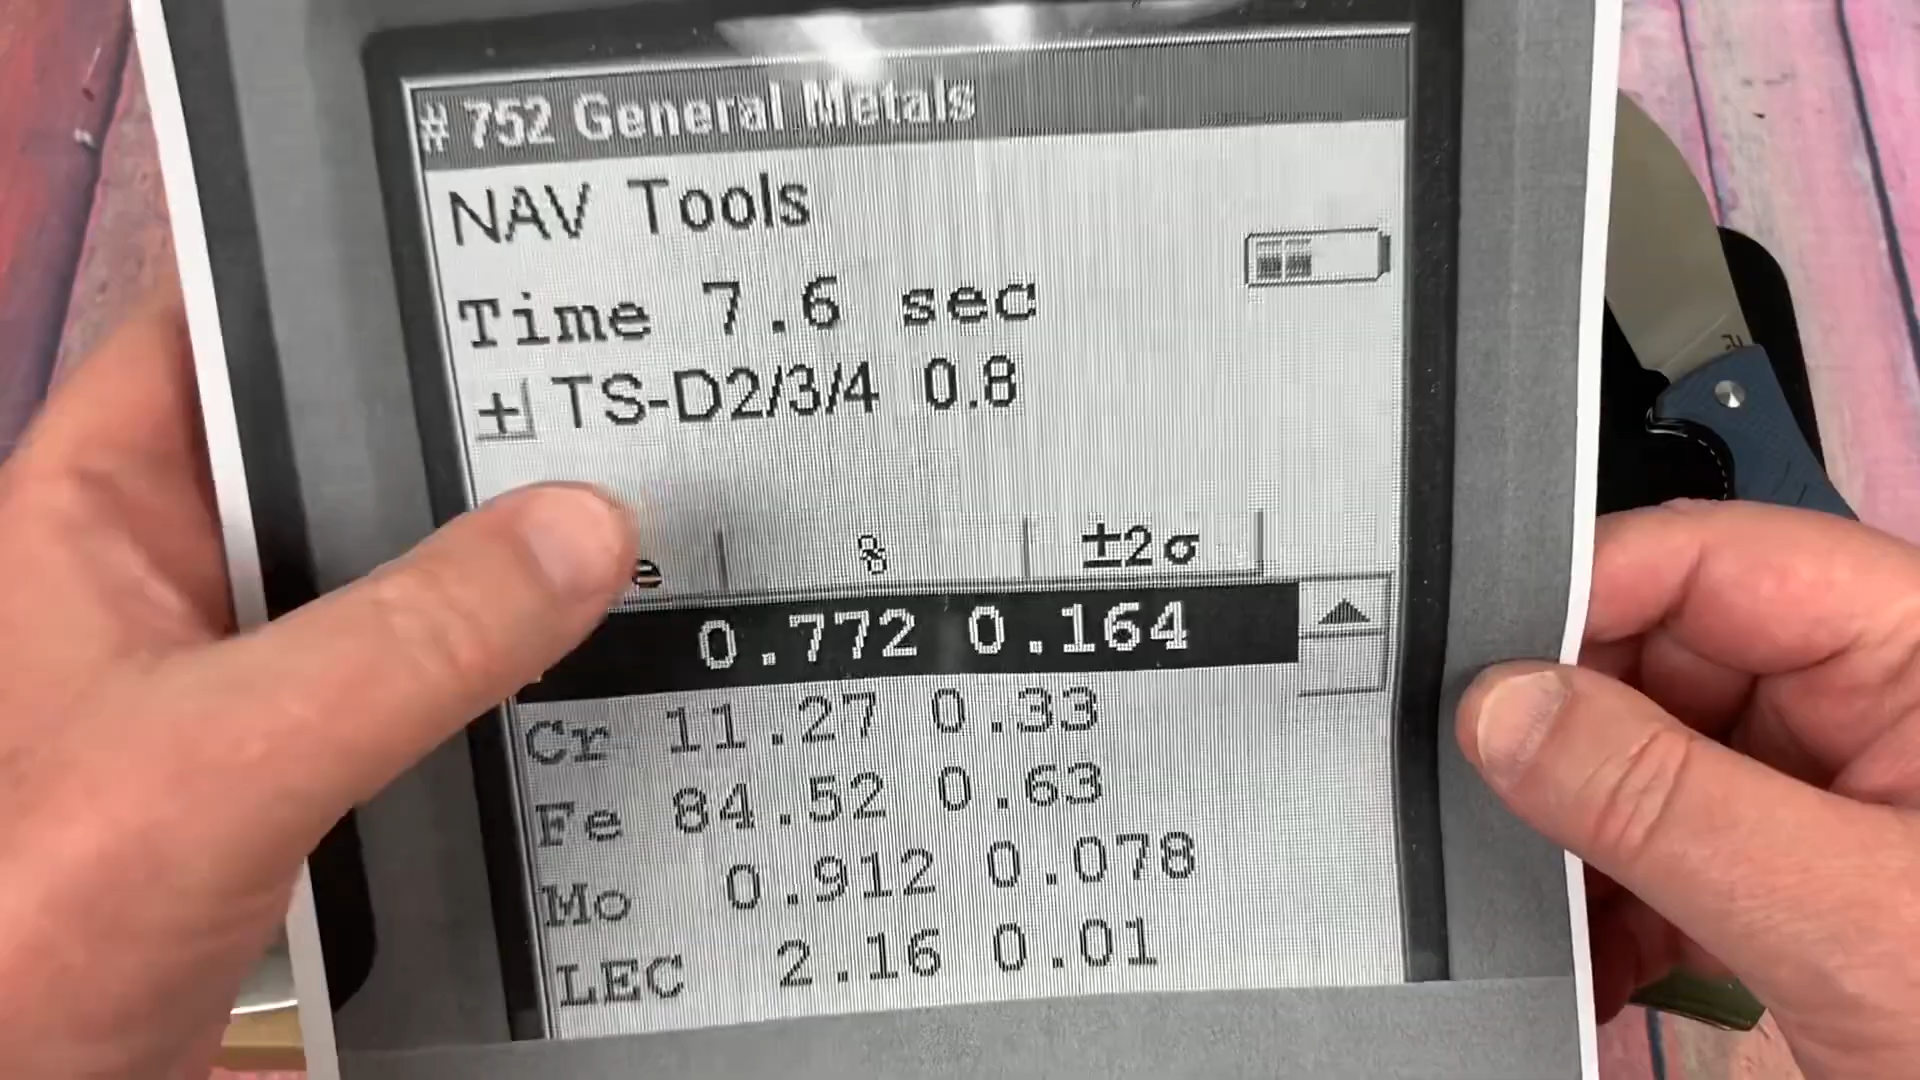 # 752 General Metals
NAV Tools
Time 7.6 sec
+ TS-D2/3/4 0.8
% ±2σ
0.772 0.164
Cr 11.27 0.33
Fe 84.52 0.63
Mo 0.912 0.078
LEC 2.16 0.01